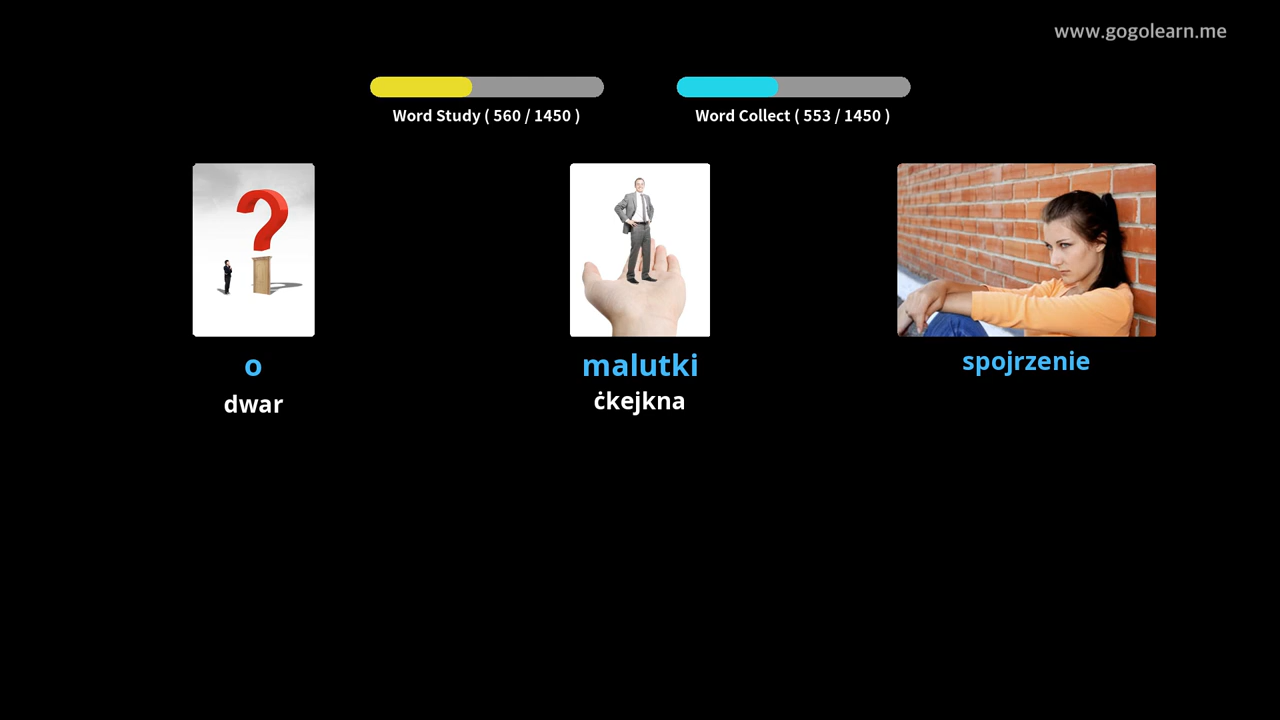 www.gogolearn.me
Word Study ( 560 / 1450 )
Word Collect ( 553 / 1450 )
o
dwar
malutki
ċkejkna
spojrzenie